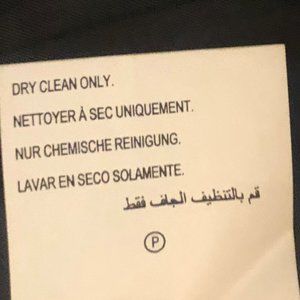 DRY CLEAN ONLY.
NETTOYER À SEC UNIQUEMENT.
NUR CHEMISCHE REINIGUNG.
LAVAR EN SECO SOLAMENTE.
قم بالتنظيف الجاف فقط
P